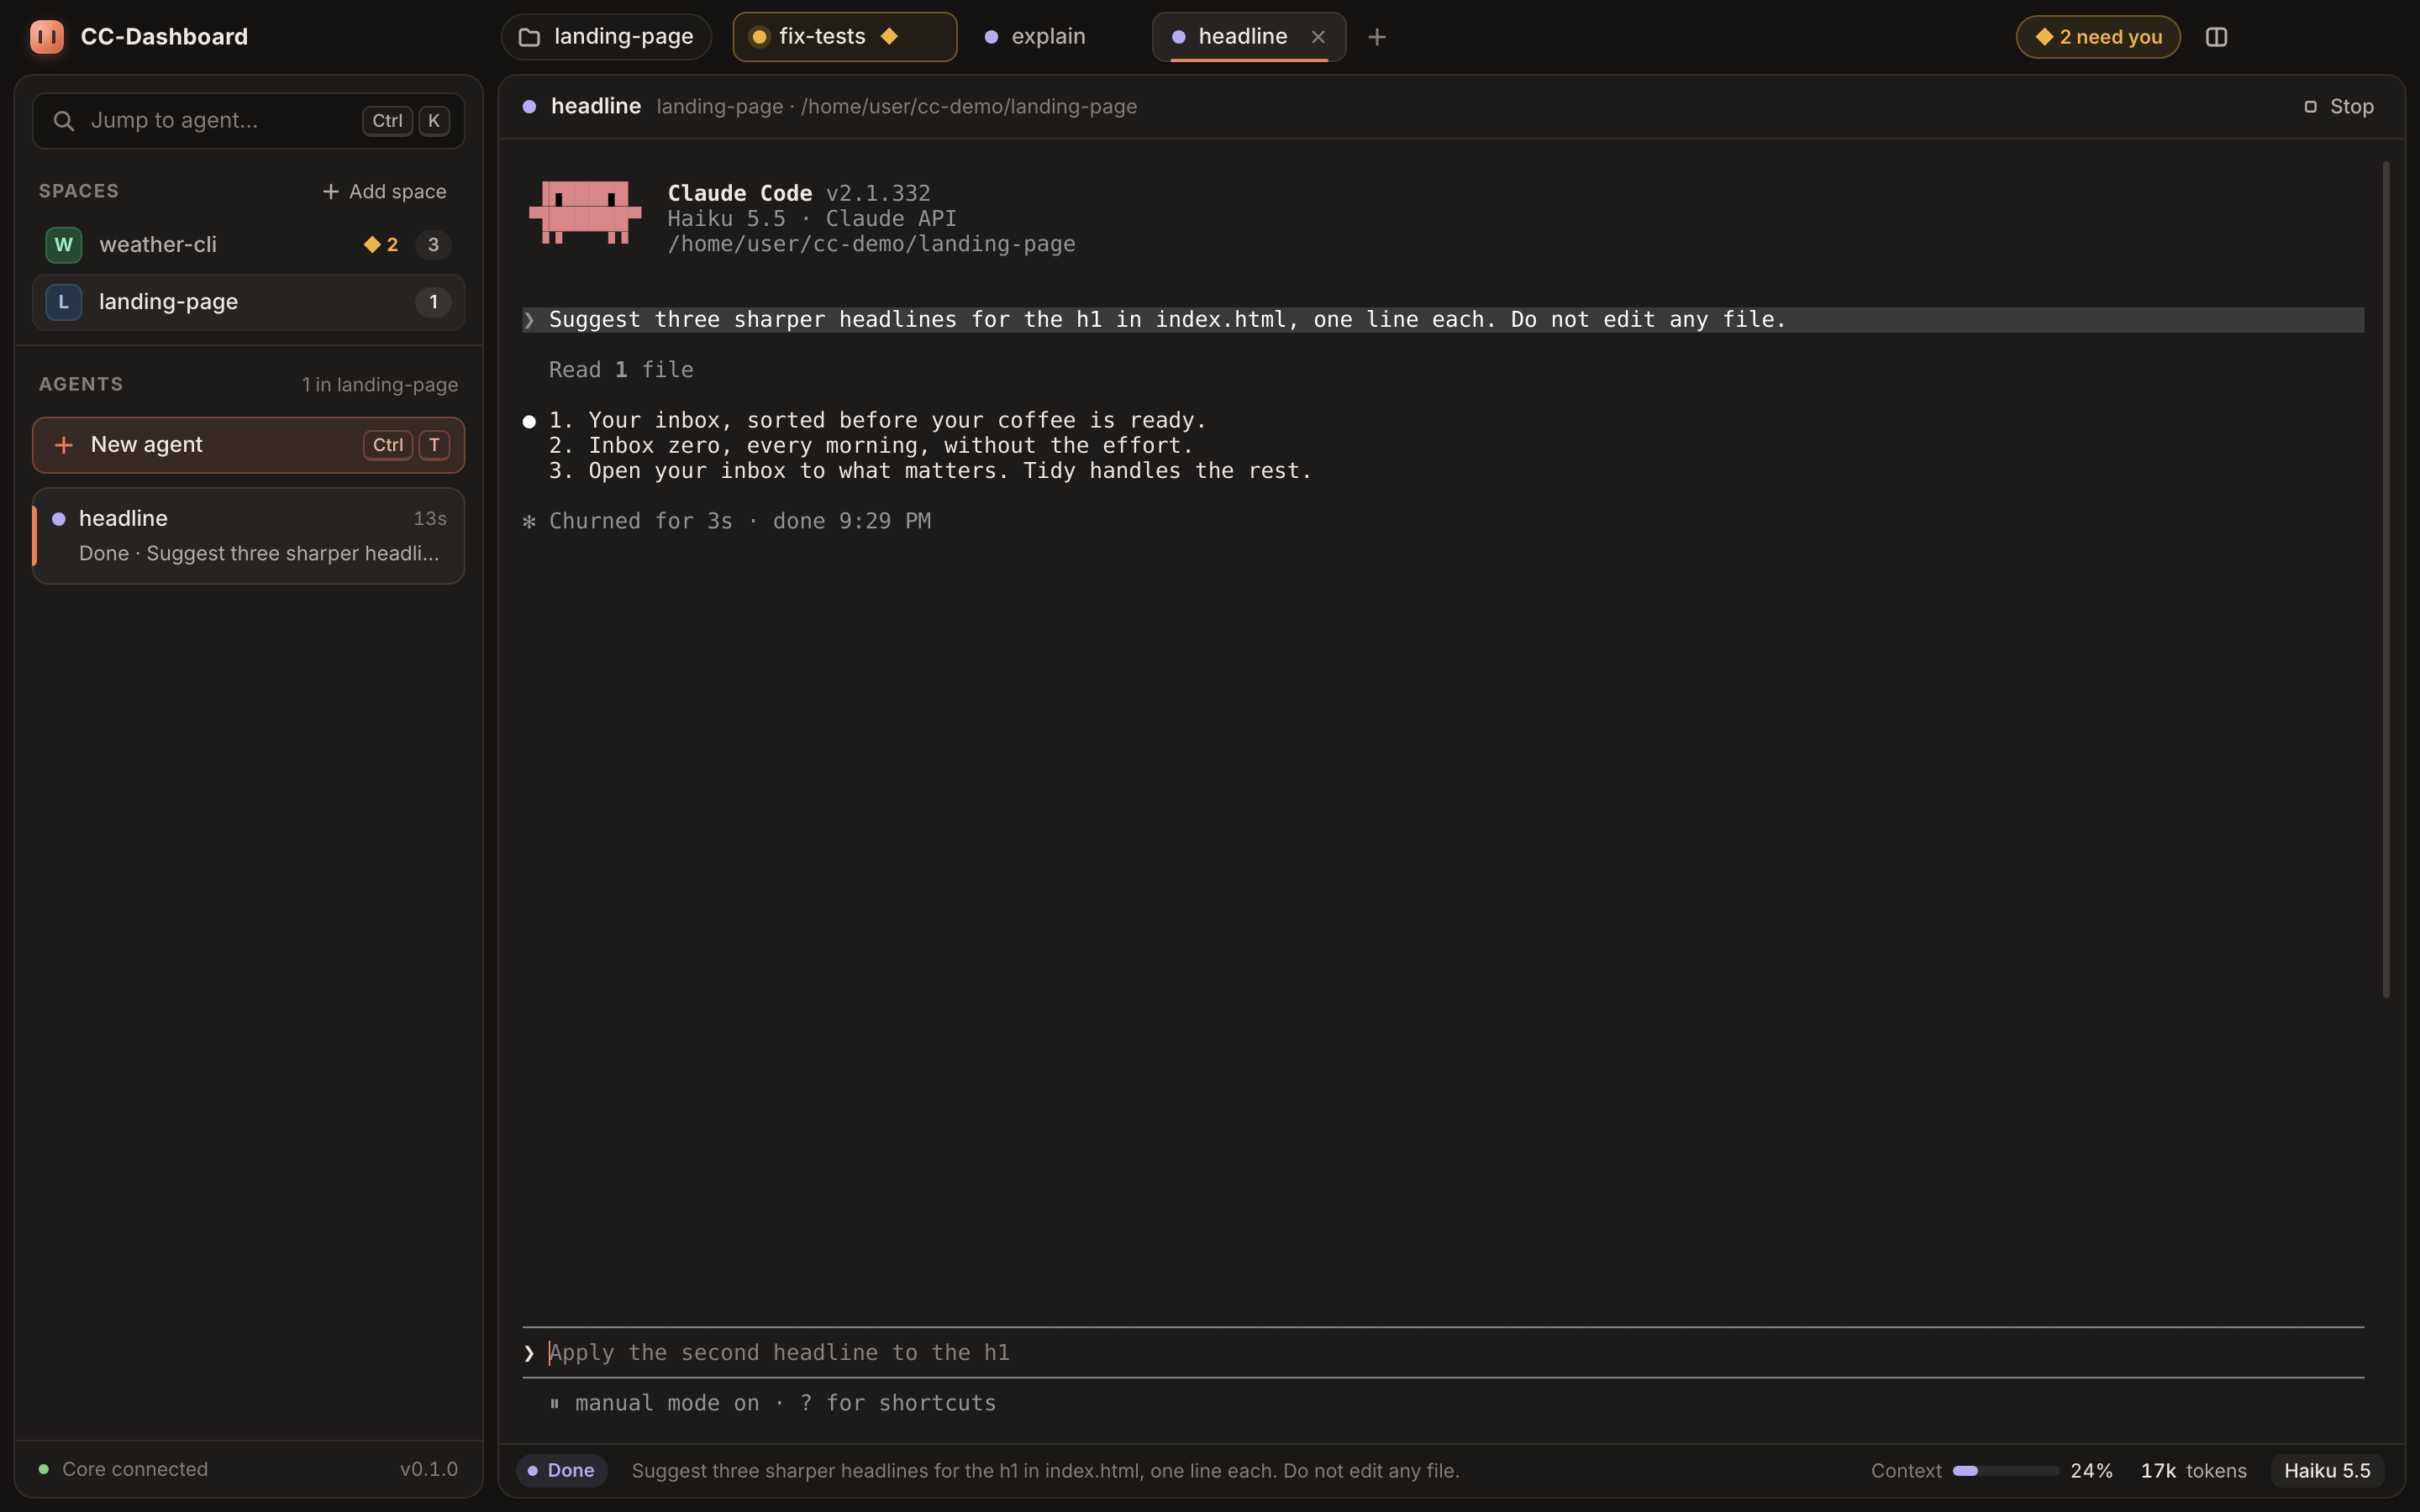 CC-Dashboard
landing-page
fix-tests
explain
headline
2 need you
Jump to agent... Ctrl K
SPACES Add space
W weather-cli 2 3
L landing-page 1
AGENTS 1 in landing-page
New agent Ctrl T
headline 13s
Done · Suggest three sharper headli...
Core connected v0.1.0
headline landing-page · /home/user/cc-demo/landing-page Stop
Claude Code v2.1.332
Haiku 5.5 · Claude API
/home/user/cc-demo/landing-page
❯ Suggest three sharper headlines for the h1 in index.html, one line each. Do not edit any file.
Read 1 file
● 1. Your inbox, sorted before your coffee is ready.
2. Inbox zero, every morning, without the effort.
3. Open your inbox to what matters. Tidy handles the rest.
✻ Churned for 3s · done 9:29 PM
❯ Apply the second headline to the h1
⏸ manual mode on · ? for shortcuts
Done Suggest three sharper headlines for the h1 in index.html, one line each. Do not edit any file. Context 24% 17k tokens Haiku 5.5